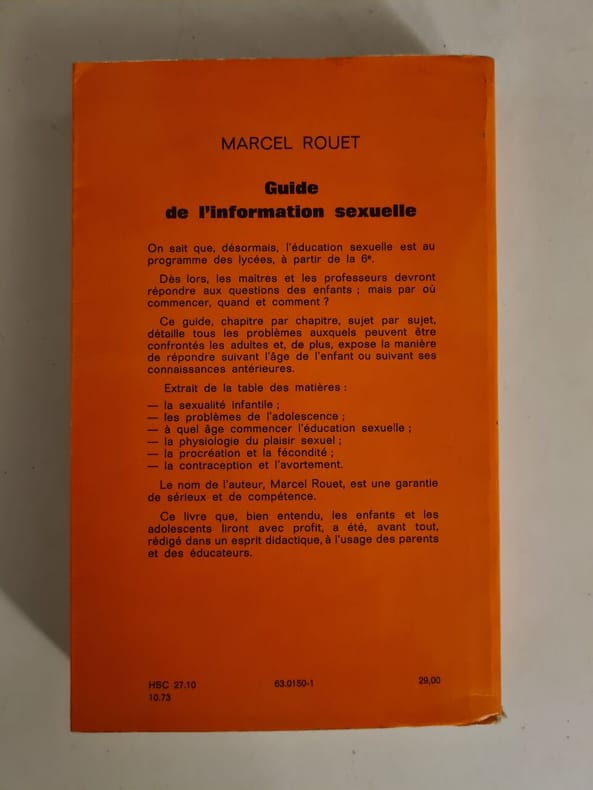 MARCEL ROUET
Guide
de l'information sexuelle
On sait que, désormais, l'éducation sexuelle est au
programme des lycées, à partir de la 6e.
Dès lors, les maîtres et les professeurs devront
répondre aux questions des enfants ; mais par où
commencer, quand et comment ?
Ce guide, chapitre par chapitre, sujet par sujet,
détaille tous les problèmes auxquels peuvent être
confrontés les adultes et, de plus, expose la manière
de répondre suivant l'âge de l'enfant ou suivant ses
connaissances antérieures.
Extrait de la table des matières :
— la sexualité infantile ;
— les problèmes de l'adolescence ;
— à quel âge commencer l'éducation sexuelle ;
— la physiologie du plaisir sexuel ;
— la procréation et la fécondité ;
— la contraception et l'avortement.
Le nom de l'auteur, Marcel Rouet, est une garantie
de sérieux et de compétence.
Ce livre que, bien entendu, les enfants et les
adolescents liront avec profit, a été, avant tout,
rédigé dans un esprit didactique, à l'usage des parents
et des éducateurs.
HSC 27.10 63.0150-1 29,00
10.73